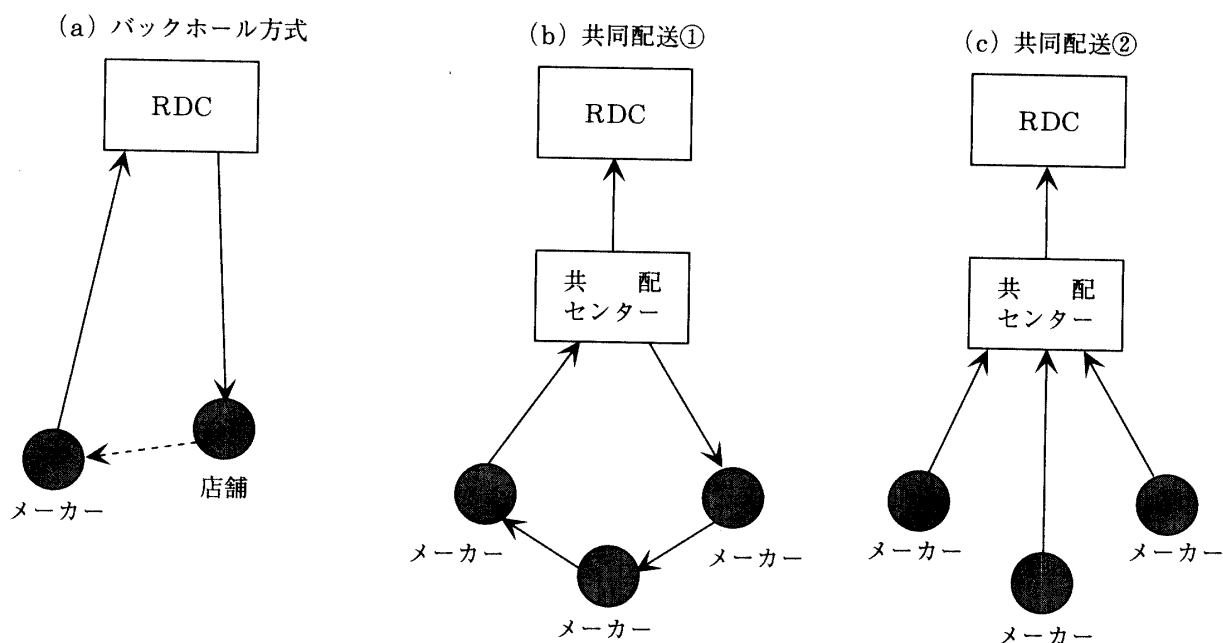 (a) バックホール方式
RDC
店舗
メーカー
(b) 共同配送①
RDC
共 配
センター
メーカー
メーカー
メーカー
(c) 共同配送②
RDC
共 配
センター
メーカー
メーカー
メーカー